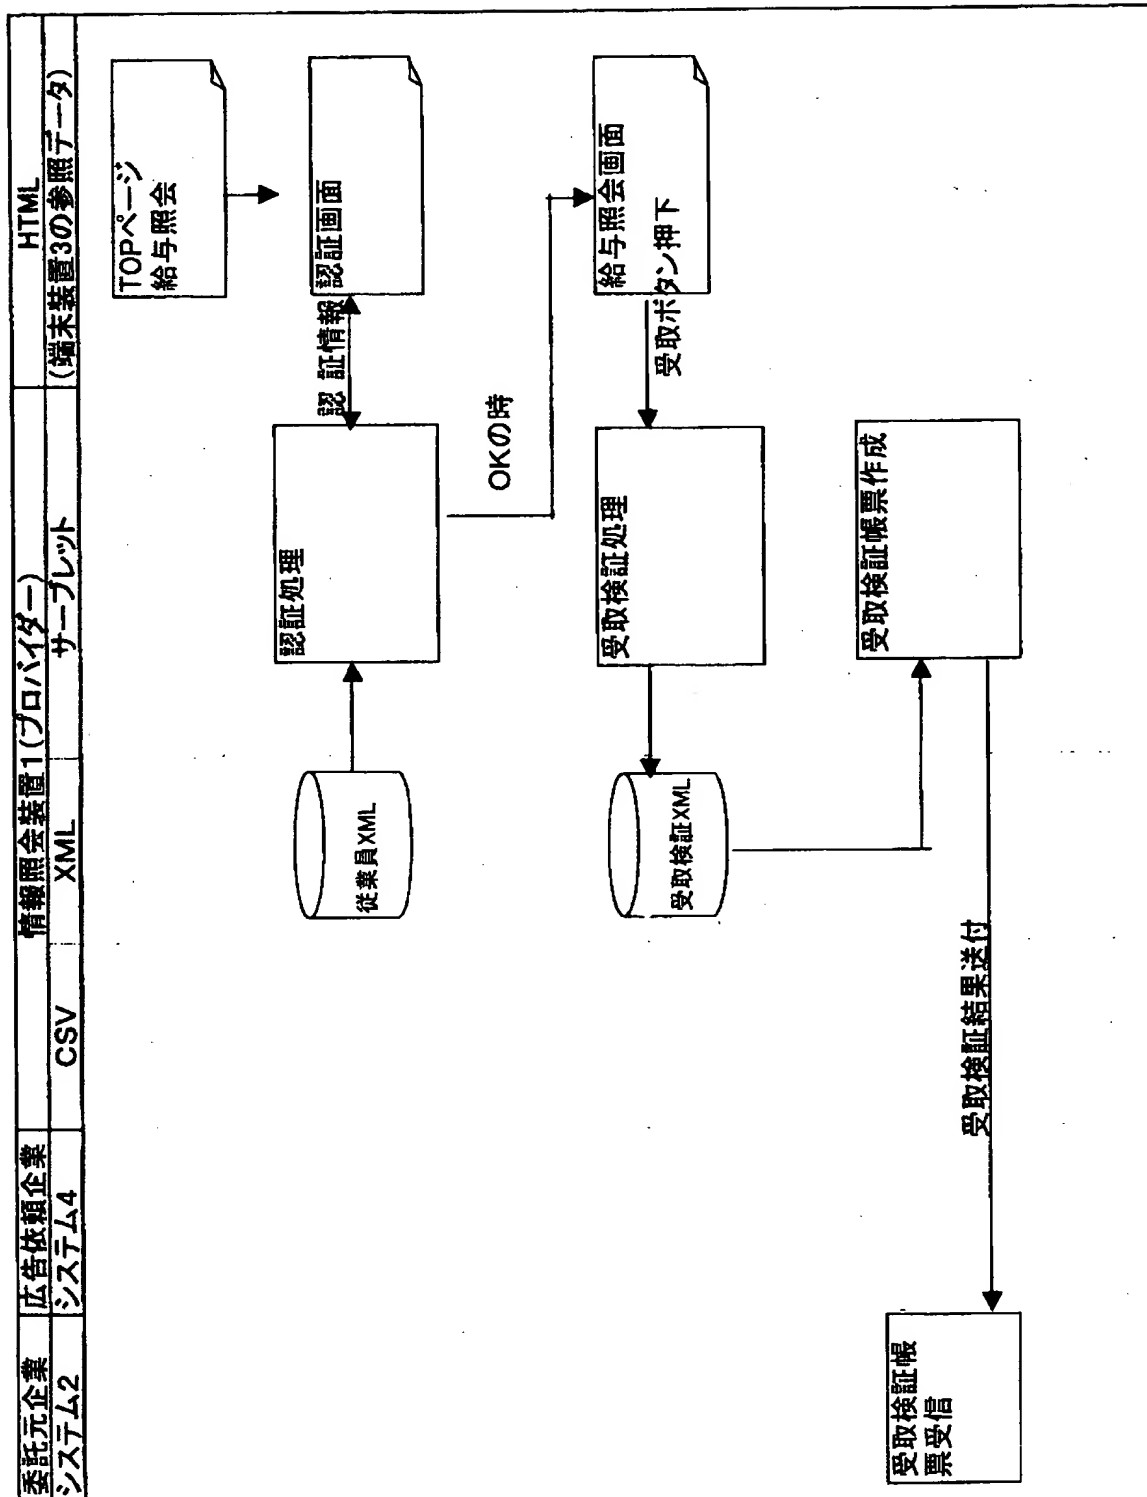 委託元企業
システム2
広告依頼企業
システム4
情報照会装置1(プロバイダー)
CSV
XML
サーブレット
HTML
(端末装置3の参照データ)
TOPページ
給与照会
認証画面
認 証情報
認証処理
従業員XML
OKの時
給与照会画面
受取ボタン押下
受取検証処理
受取検証XML
受取検証帳票作成
受取検証結果送付
受取検証帳
票受信